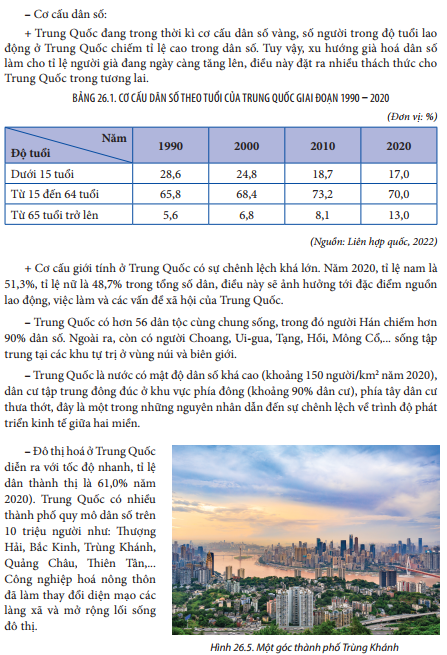 – Cơ cấu dân số:
+ Trung Quốc đang trong thời kì cơ cấu dân số vàng, số người trong độ tuổi lao
động ở Trung Quốc chiếm tỉ lệ cao trong dân số. Tuy vậy, xu hướng già hoá dân số
làm cho tỉ lệ người già đang ngày càng tăng lên, điều này đặt ra nhiều thách thức cho
Trung Quốc trong tương lai.
BẢNG 26.1. CƠ CẤU DÂN SỐ THEO TUỔI CỦA TRUNG QUỐC GIAI ĐOẠN 1990 – 2020
(Đơn vị: %)
Năm
Độ tuổi
1990 2000 2010 2020
Dưới 15 tuổi 28,6 24,8 18,7 17,0
Từ 15 đến 64 tuổi 65,8 68,4 73,2 70,0
Từ 65 tuổi trở lên 5,6 6,8 8,1 13,0
(Nguồn: Liên hợp quốc, 2022)
+ Cơ cấu giới tính ở Trung Quốc có sự chênh lệch khá lớn. Năm 2020, tỉ lệ nam là
51,3%, tỉ lệ nữ là 48,7% trong tổng số dân, điều này sẽ ảnh hưởng tới đặc điểm nguồn
lao động, việc làm và các vấn đề xã hội của Trung Quốc.
– Trung Quốc có hơn 56 dân tộc cùng chung sống, trong đó người Hán chiếm hơn
90% dân số. Ngoài ra, còn có người Choang, Ui-gua, Tạng, Hồi, Mông Cổ,... sống tập
trung tại các khu tự trị ở vùng núi và biên giới.
– Trung Quốc là nước có mật độ dân số khá cao (khoảng 150 người/km² năm 2020),
dân cư tập trung đông đúc ở khu vực phía đông (khoảng 90% dân cư), phía tây dân cư
thưa thớt, đây là một trong những nguyên nhân dẫn đến sự chênh lệch về trình độ phát
triển kinh tế giữa hai miền.
– Đô thị hoá ở Trung Quốc
diễn ra với tốc độ nhanh, tỉ lệ
dân thành thị là 61,0% năm
2020). Trung Quốc có nhiều
thành phố quy mô dân số trên
10 triệu người như: Thượng
Hải, Bắc Kinh, Trùng Khánh,
Quảng Châu, Thiên Tân,...
Công nghiệp hoá nông thôn
đã làm thay đổi diện mạo các
làng xã và mở rộng lối sống
đô thị.
Hình 26.5. Một góc thành phố Trùng Khánh